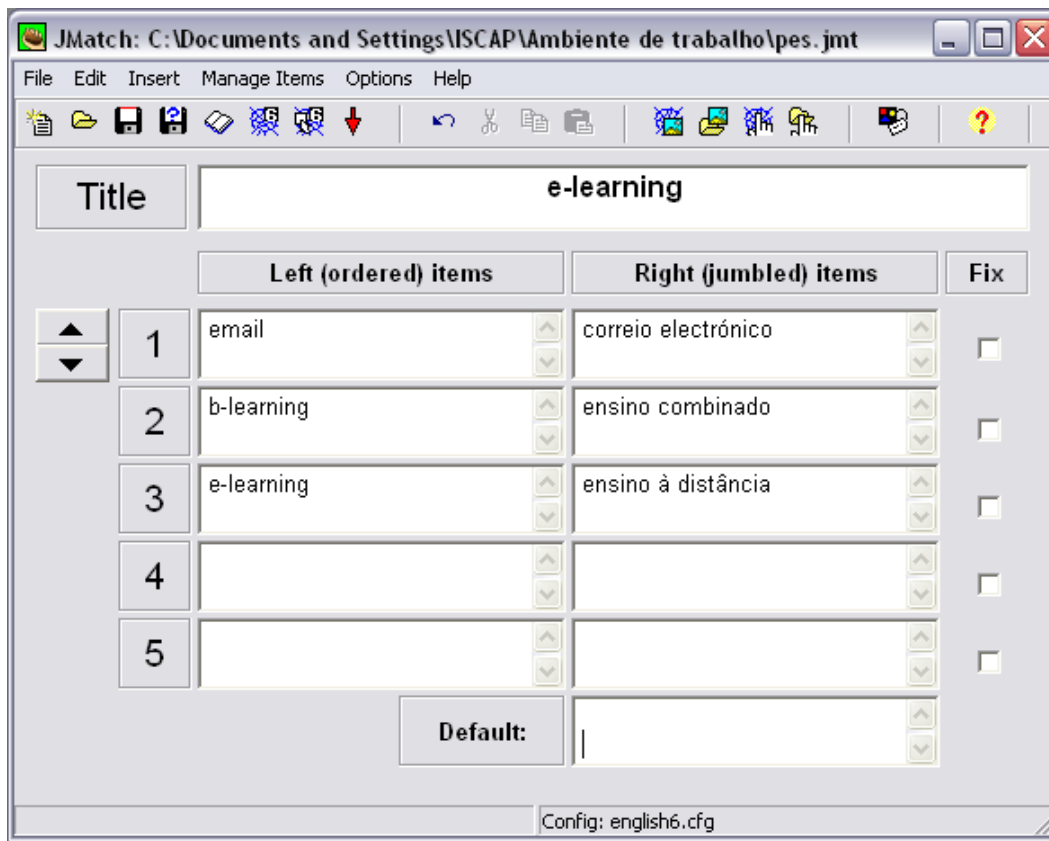 JMatch: C:\Documents and Settings\ISCAP\Ambiente de trabalho\pes.jmt
File Edit Insert Manage Items Options Help
Title
e-learning
Left (ordered) items Right (jumbled) items Fix
1 email correio electrónico
2 b-learning ensino combinado
3 e-learning ensino à distância
4
5
Default:
Config: english6.cfg